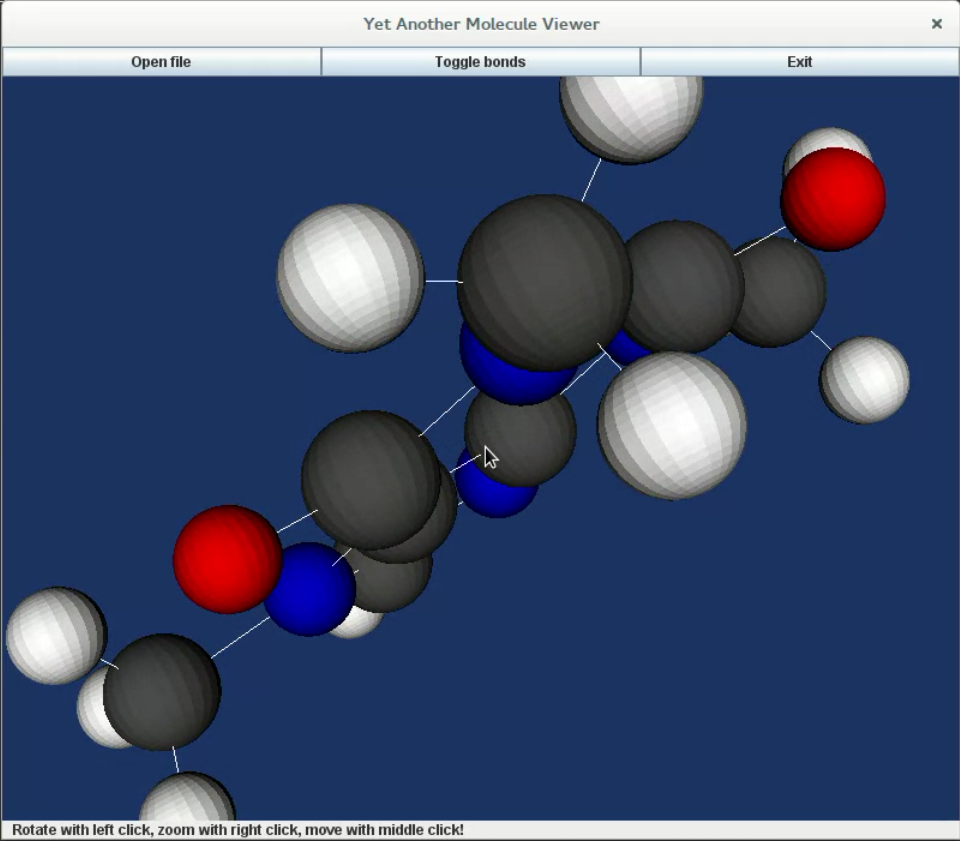 Yet Another Molecule Viewer
Open file
Toggle bonds
Exit
Rotate with left click, zoom with right click, move with middle click!